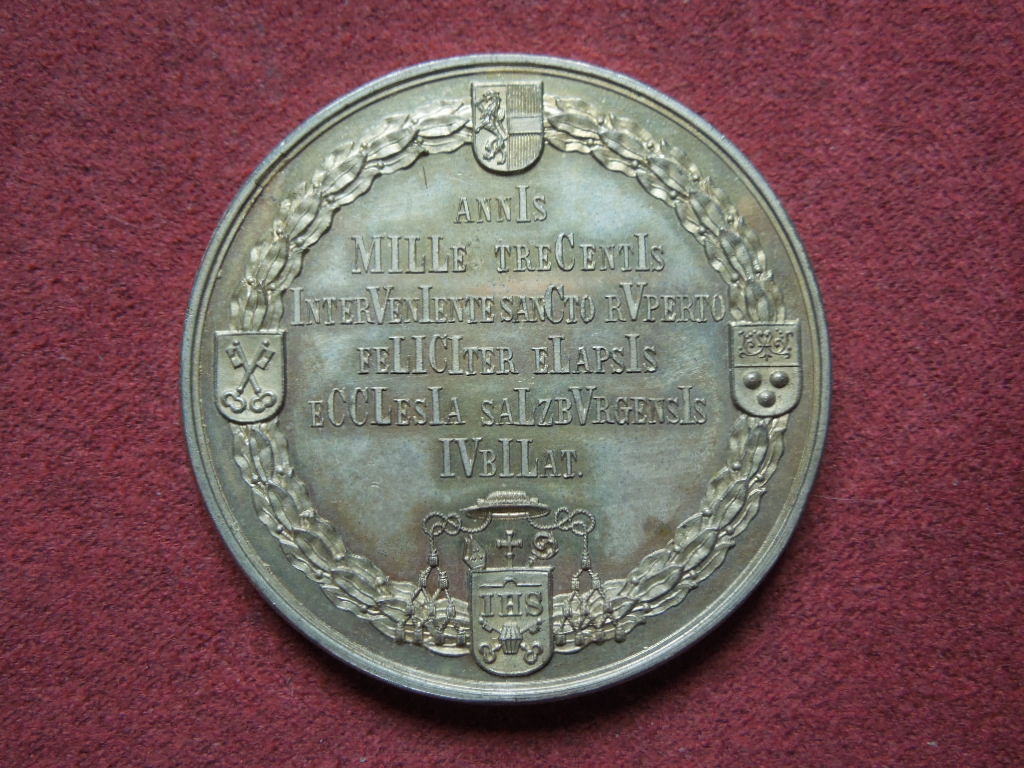 ANNIS
MILLE TRECENTIS
INTERVENIENTE SANCTO RVPERTO
FELICITER ELAPSIS
ECCLESIA SALZBVRGENSIS
IVBILAT.
IHS